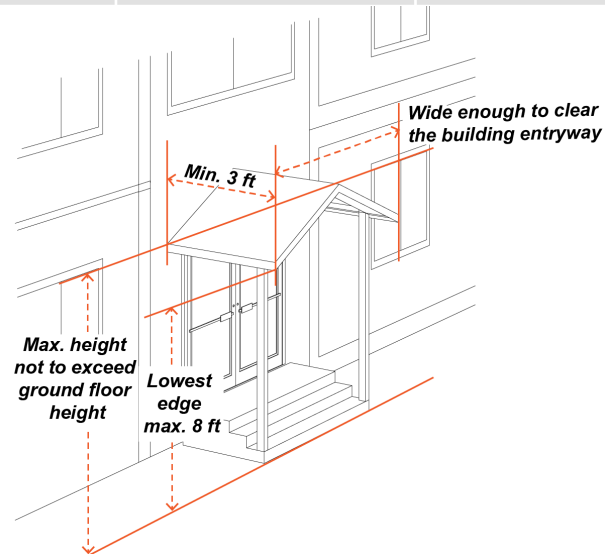 Wide enough to clear
the building entryway
Min. 3 ft
Max. height
not to exceed
ground floor
height
Lowest
edge
max. 8 ft